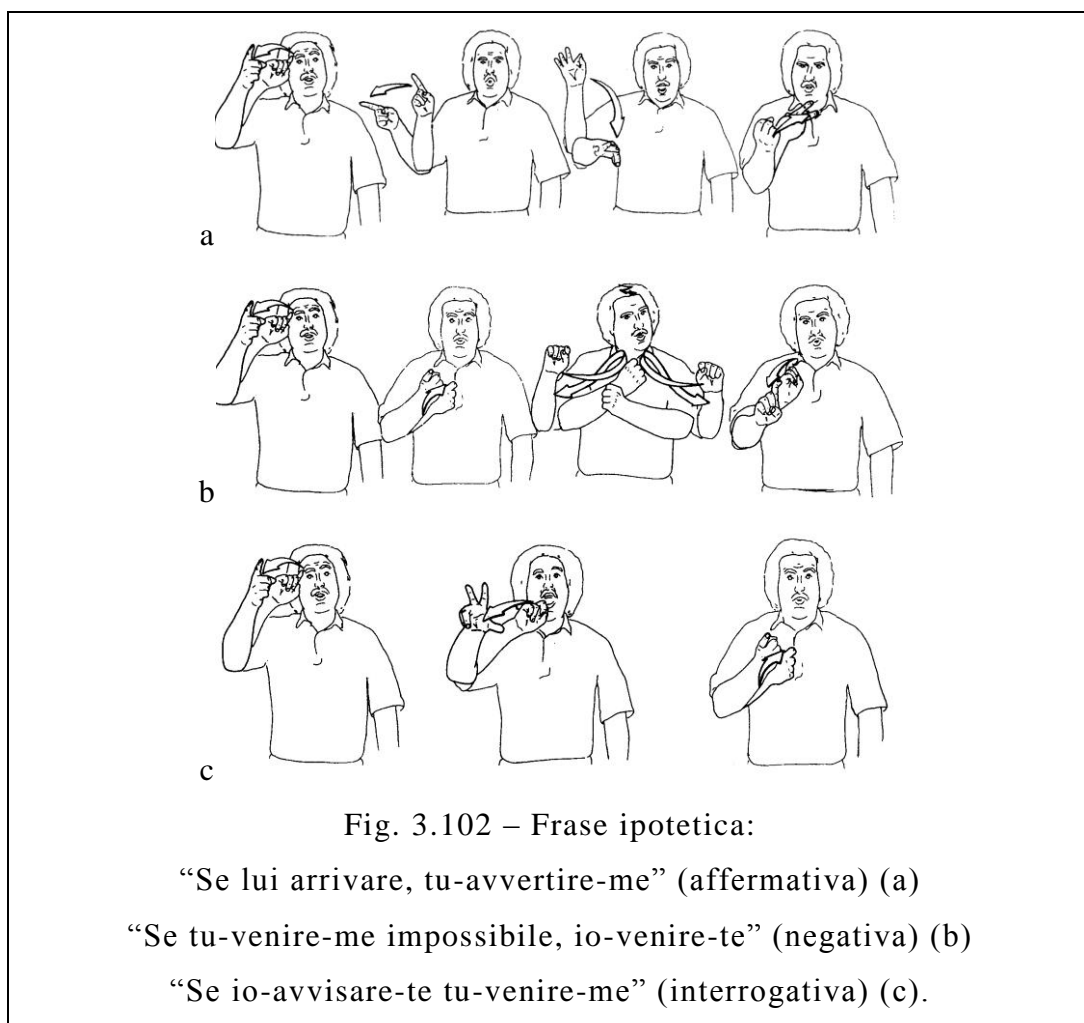 a
b
c
Fig. 3.102 – Frase ipotetica:
“Se lui arrivare, tu-avvertire-me” (affermativa) (a)
“Se tu-venire-me impossibile, io-venire-te” (negativa) (b)
“Se io-avvisare-te tu-venire-me” (interrogativa) (c).